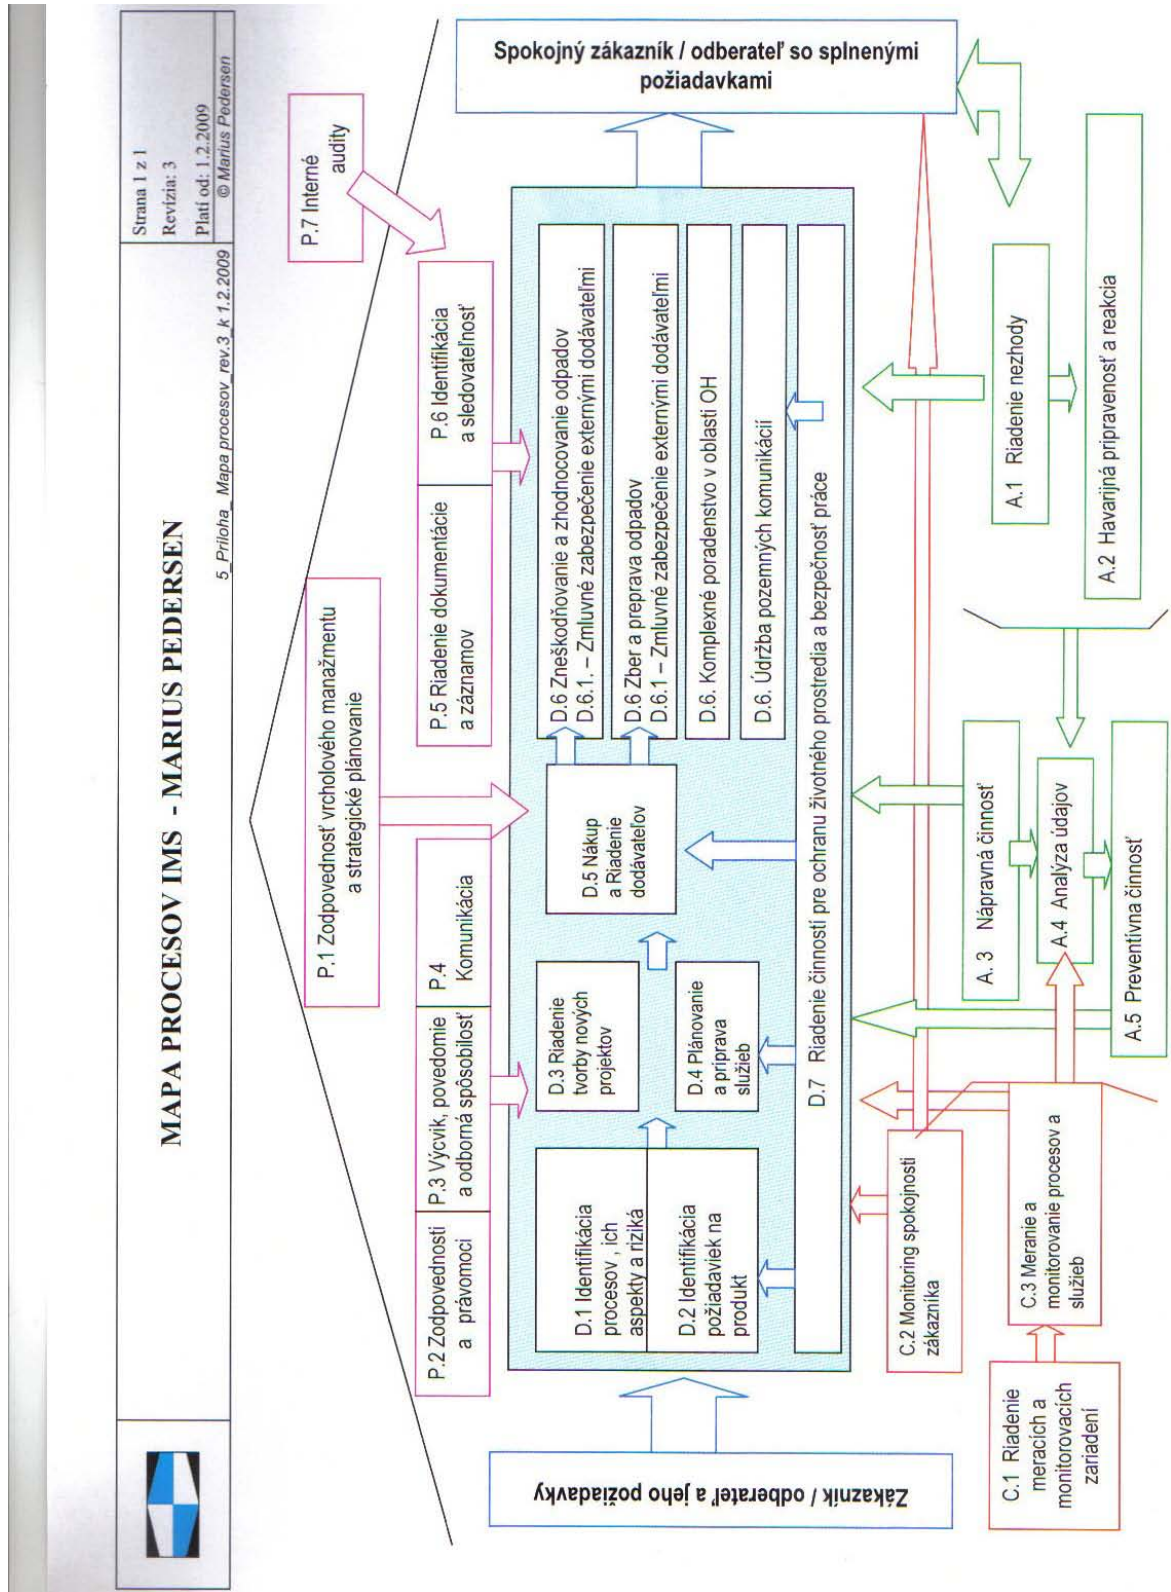 MAPA PROCESOV IMS - MARIUS PEDERSEN
Strana 1 z 1
Revízia: 3
Platí od: 1.2.2009
5_Priloha_ Mapa procesov_rev.3_k 1.2.2009
© Marius Pedersen
P.7 Interné
audity
P.1 Zodpovednosť vrcholového manažmentu
a strategické plánovanie
P.2 Zodpovednosti
a právomoci
P.3 Výcvik, povedomie
a odborná spôsobilosť
P.4
Komunikácia
P.5 Riadenie dokumentácie
a záznamov
P.6 Identifikácia
a sledovateľnosť
Zákazník / odberateľ a jeho požiadavky
D.1 Identifikácia
procesov , ich
aspekty a riziká
D.2 Identifikácia
požiadaviek na
produkt
D.3 Riadenie
tvorby nových
projektov
D.4 Plánovanie
a príprava
služieb
D.5 Nákup
a Riadenie
dodávateľov
D.6 Zneškodňovanie a zhodnocovanie odpadov
D.6.1. – Zmluvné zabezpečenie externými dodávateľmi
D.6 Zber a preprava odpadov
D.6.1 – Zmluvné zabezpečenie externými dodávateľmi
D.6. Komplexné poradenstvo v oblasti OH
D.6. Údržba pozemných komunikácií
D.7 Riadenie činností pre ochranu životného prostredia a bezpečnosť práce
Spokojný zákazník / odberateľ so splnenými
požiadavkami
C.2 Monitoring spokojnosti
zákazníka
C.1 Riadenie
meracích a
monitorovacích
zariadení
C.3 Meranie a
monitorovanie procesov a
služieb
A. 3 Nápravná činnosť
A.4 Analýza údajov
A.5 Preventívna činnosť
A.1 Riadenie nezhody
A.2 Havarijná pripravenosť a reakcia